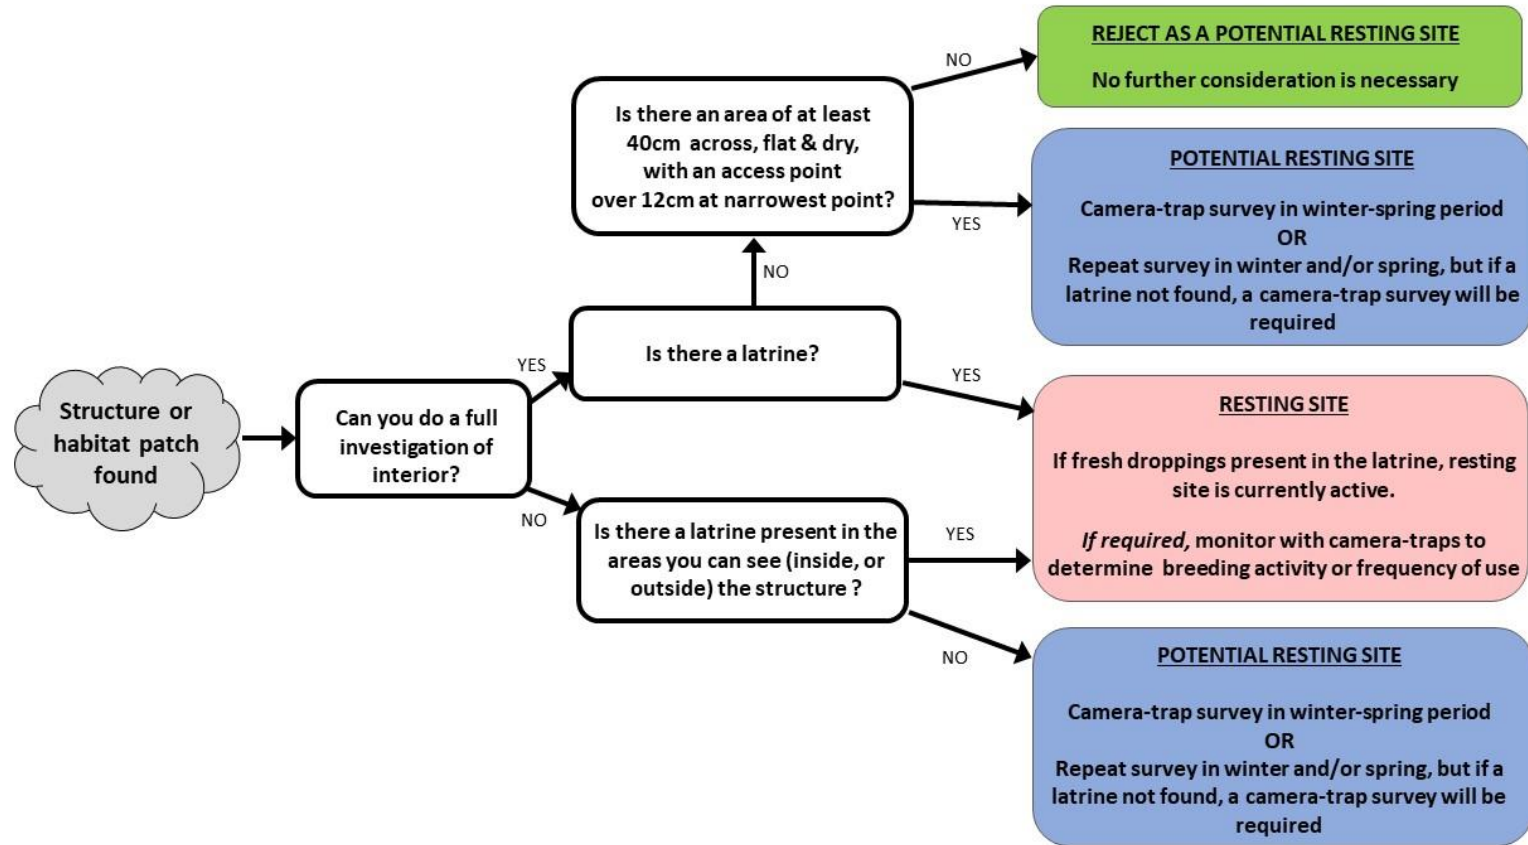 Structure or
habitat patch
found
Can you do a full
investigation of
interior?
YES
NO
Is there a latrine?
NO
YES
Is there an area of at least
40cm across, flat & dry,
with an access point
over 12cm at narrowest point?
NO
YES
Is there a latrine present in the
areas you can see (inside, or
outside) the structure ?
YES
NO
REJECT AS A POTENTIAL RESTING SITE
No further consideration is necessary
POTENTIAL RESTING SITE
Camera-trap survey in winter-spring period
OR
Repeat survey in winter and/or spring, but if a
latrine not found, a camera-trap survey will be
required
RESTING SITE
If fresh droppings present in the latrine, resting
site is currently active.
If required, monitor with camera-traps to
determine breeding activity or frequency of use
POTENTIAL RESTING SITE
Camera-trap survey in winter-spring period
OR
Repeat survey in winter and/or spring, but if a
latrine not found, a camera-trap survey will be
required